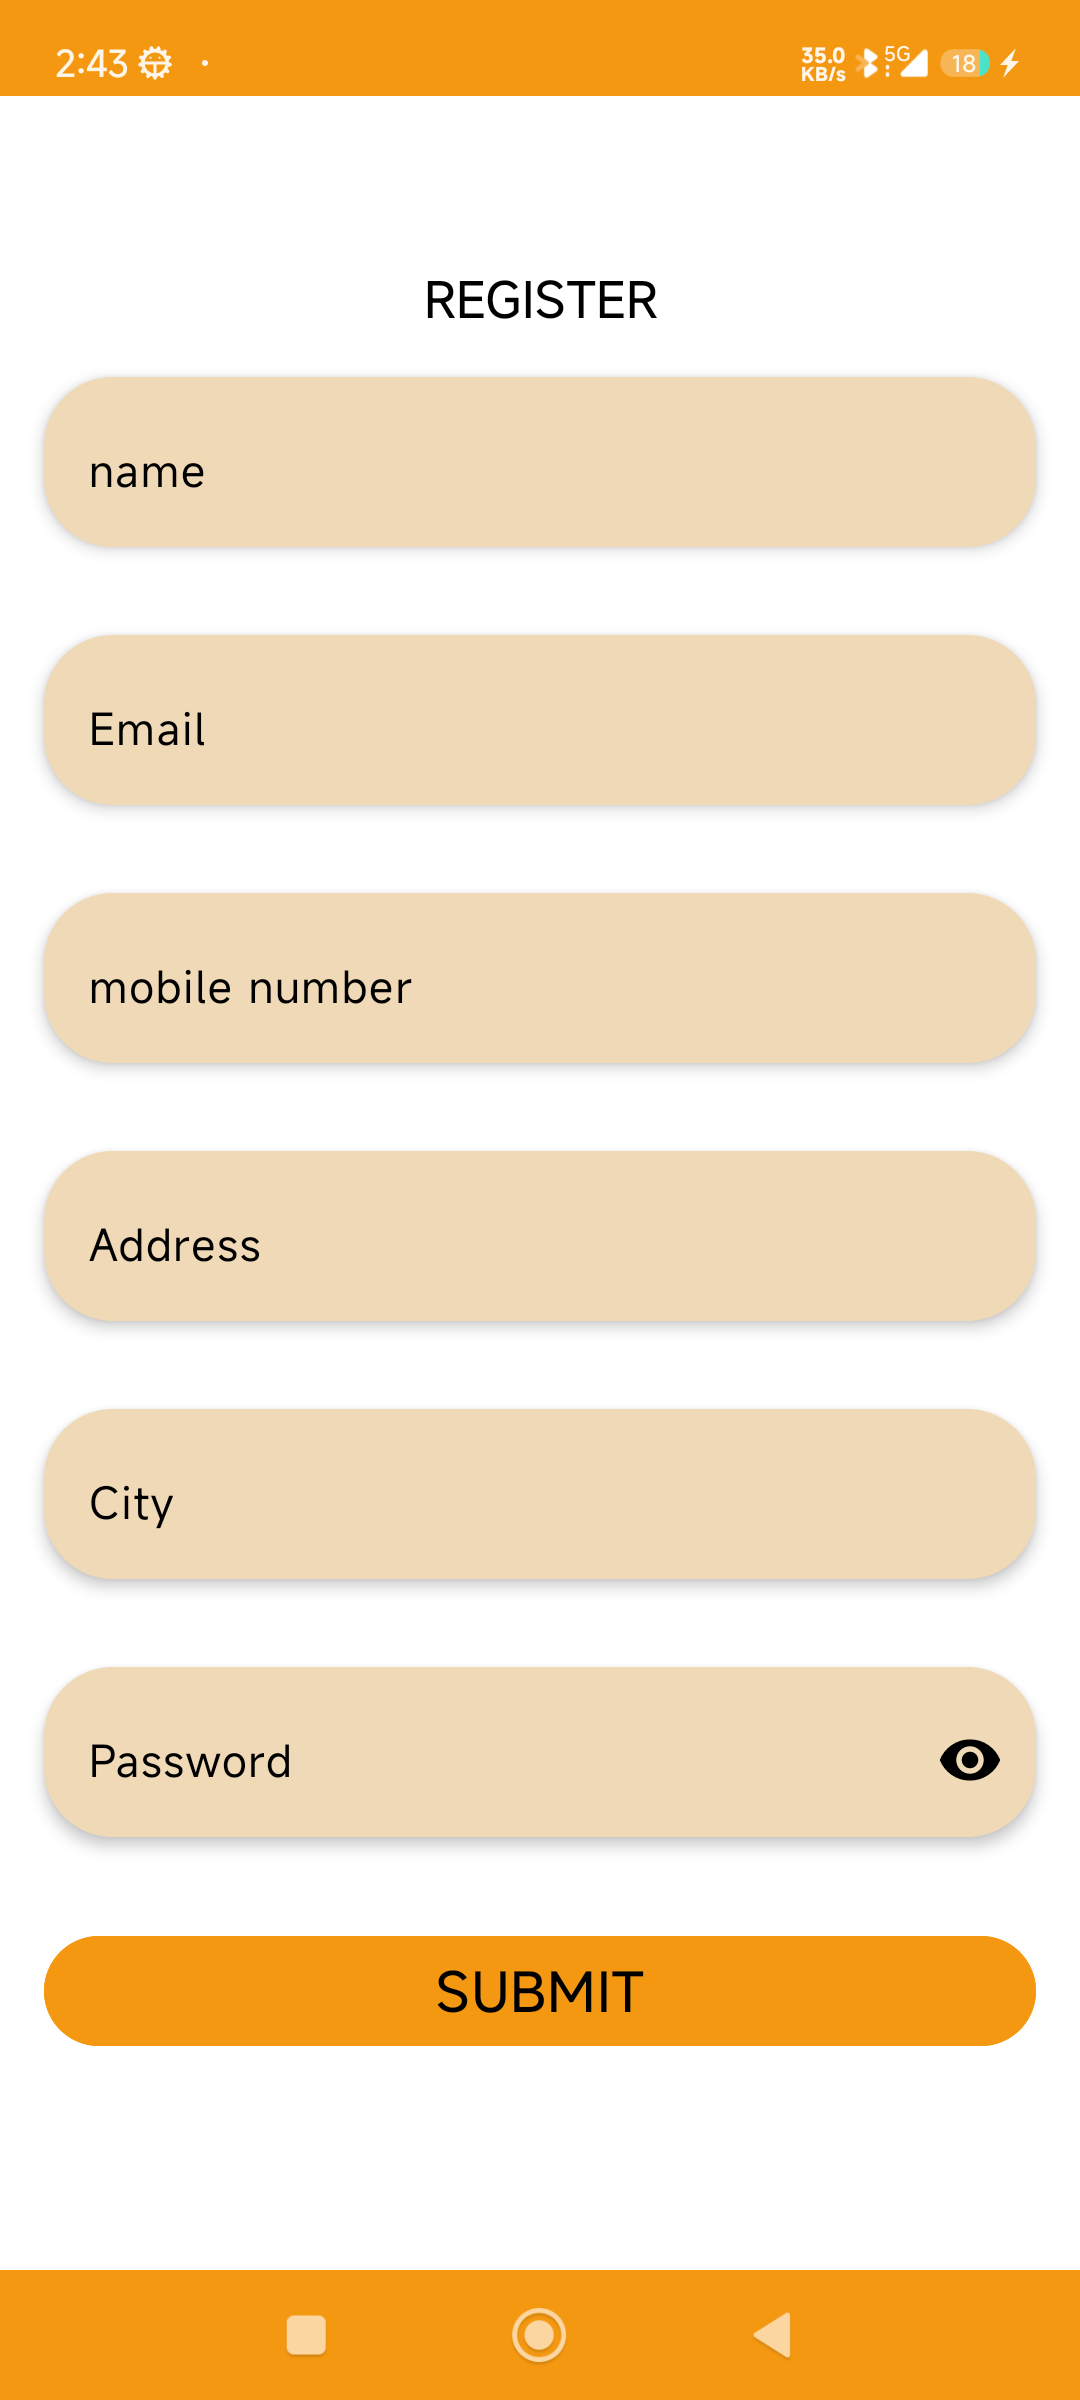 2:43
35.0
KB/s
5G
18
REGISTER
name
Email
mobile number
Address
City
Password
SUBMIT